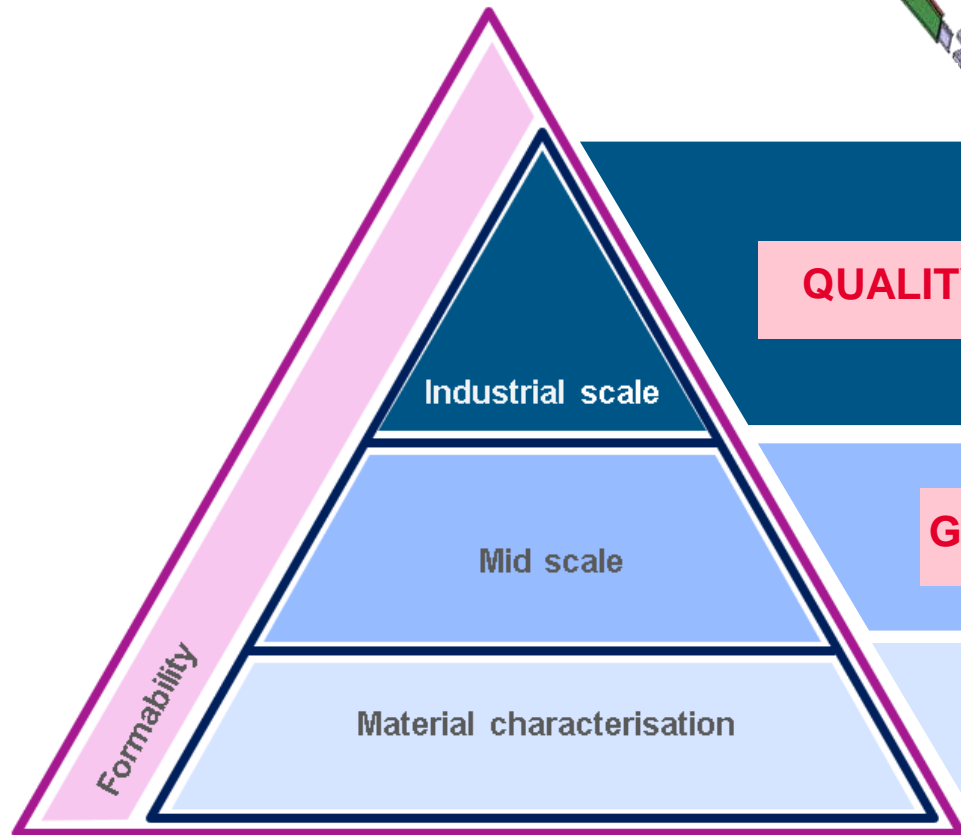 QUALIT
Industrial scale
G
Mid scale
Formability
Material characterisation